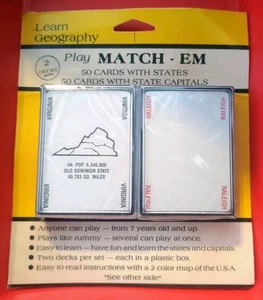 Learn
Geography
2
DECKS
Play MATCH - EM
50 CARDS WITH STATES
50 CARDS WITH STATE CAPITALS
VIRGINIA
VIRGINIA
VIRGINIA
VIRGINIA
VA. POP. 5,346,000
OLD DOMINION STATE
40,763 SQ. MILES
RALEIGH
RALEIGH
RALEIGH
RALEIGH
Anyone can play — from 7 years old and up.
Plays like rummy — several can play at once.
Easy to learn — have fun and learn the states and capitals.
Two decks per set — each in a plastic box
Easy to read instructions with a 2 color map of the U.S.A.
"See other side"